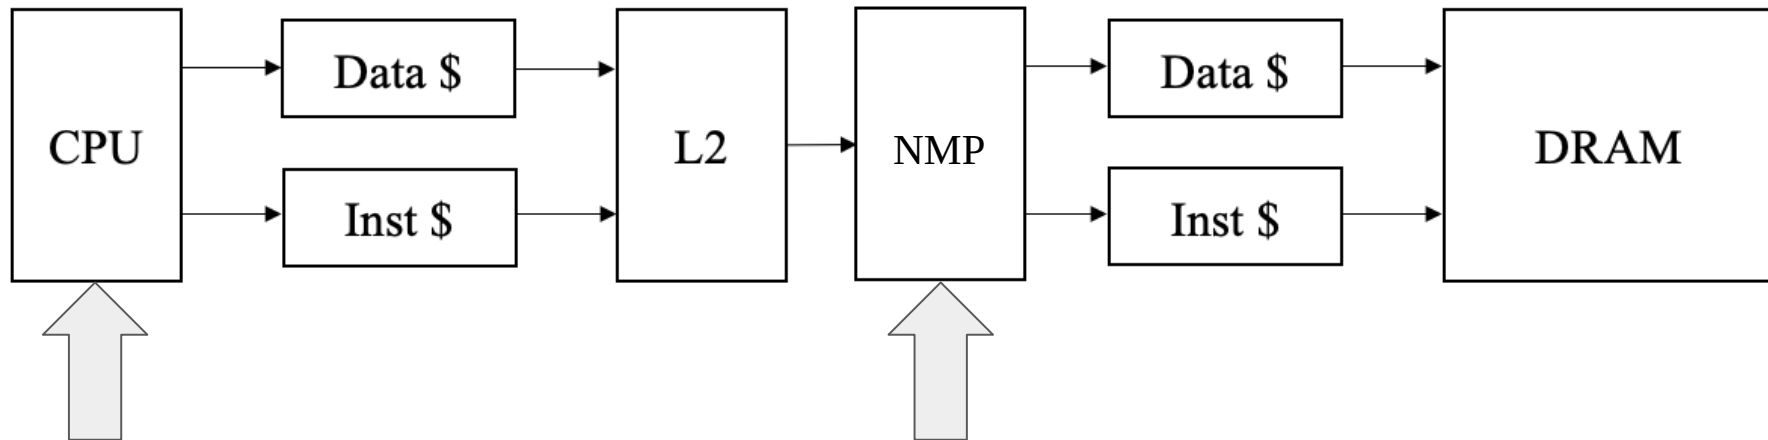 CPU
Data $
Inst $
L2
NMP
Data $
Inst $
DRAM